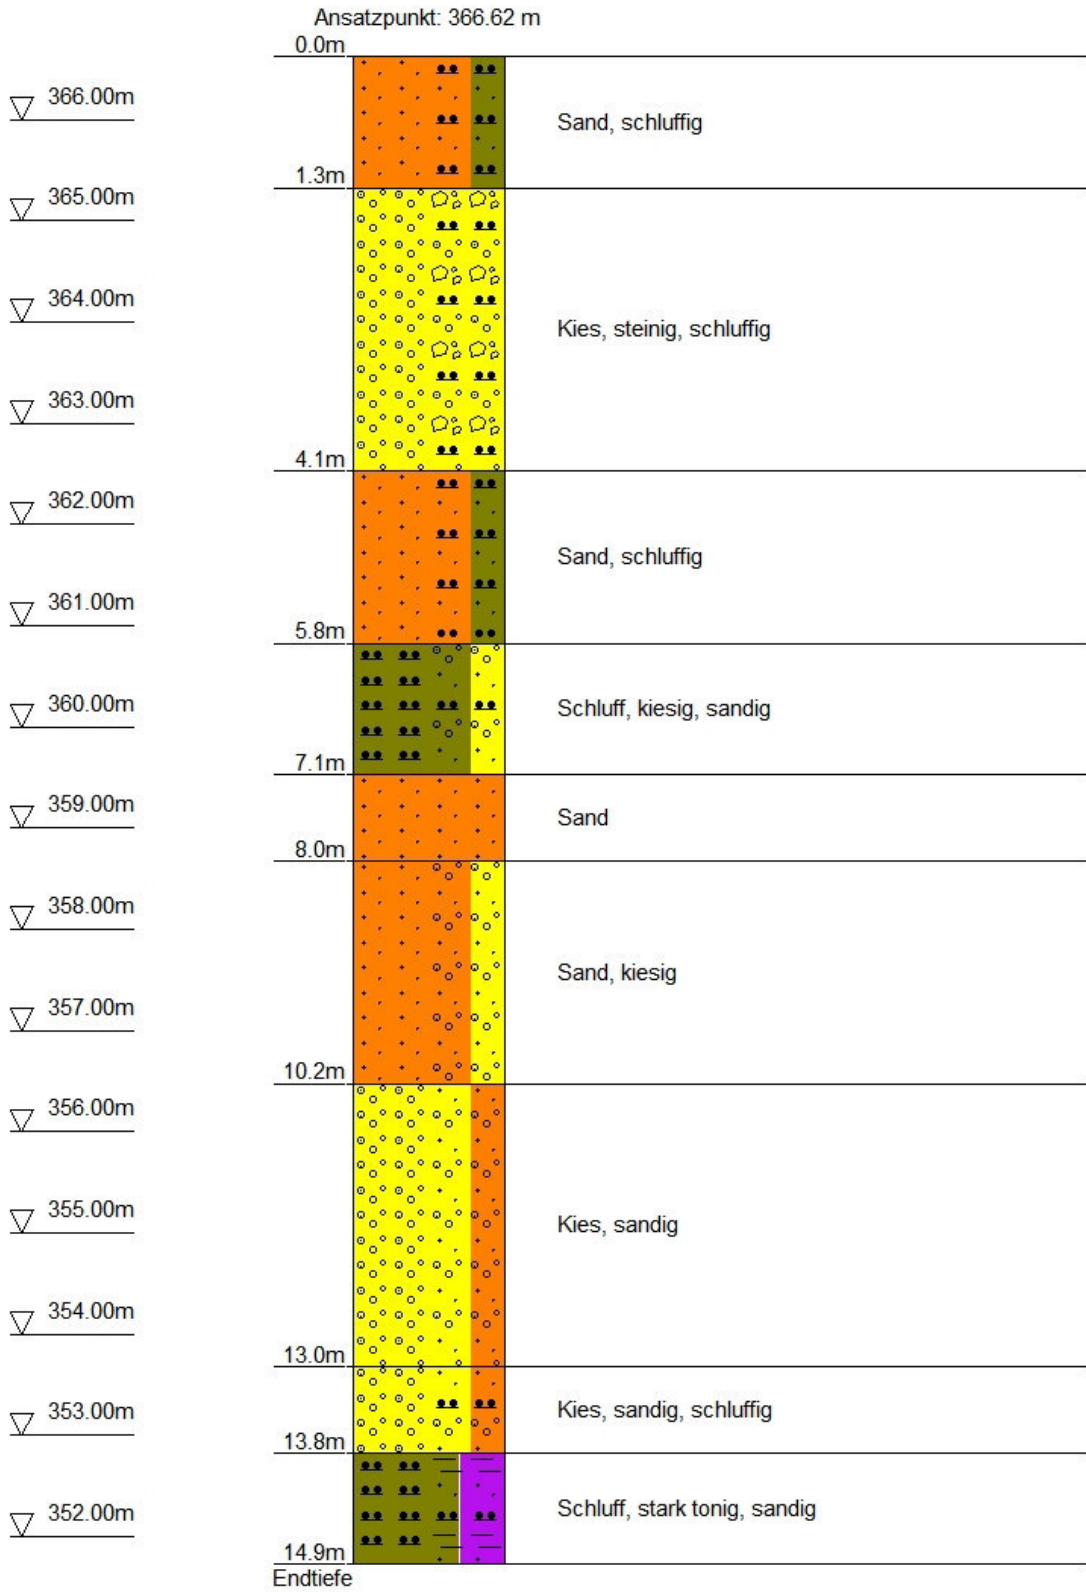 Ansatzpunkt: 366.62 m
0.0m
366.00m
Sand, schluffig
1.3m
365.00m
364.00m
Kies, steinig, schluffig
363.00m
4.1m
362.00m
Sand, schluffig
361.00m
5.8m
360.00m
Schluff, kiesig, sandig
7.1m
359.00m
Sand
8.0m
358.00m
Sand, kiesig
357.00m
10.2m
356.00m
355.00m
Kies, sandig
354.00m
13.0m
353.00m
Kies, sandig, schluffig
13.8m
352.00m
Schluff, stark tonig, sandig
14.9m
Endtiefe